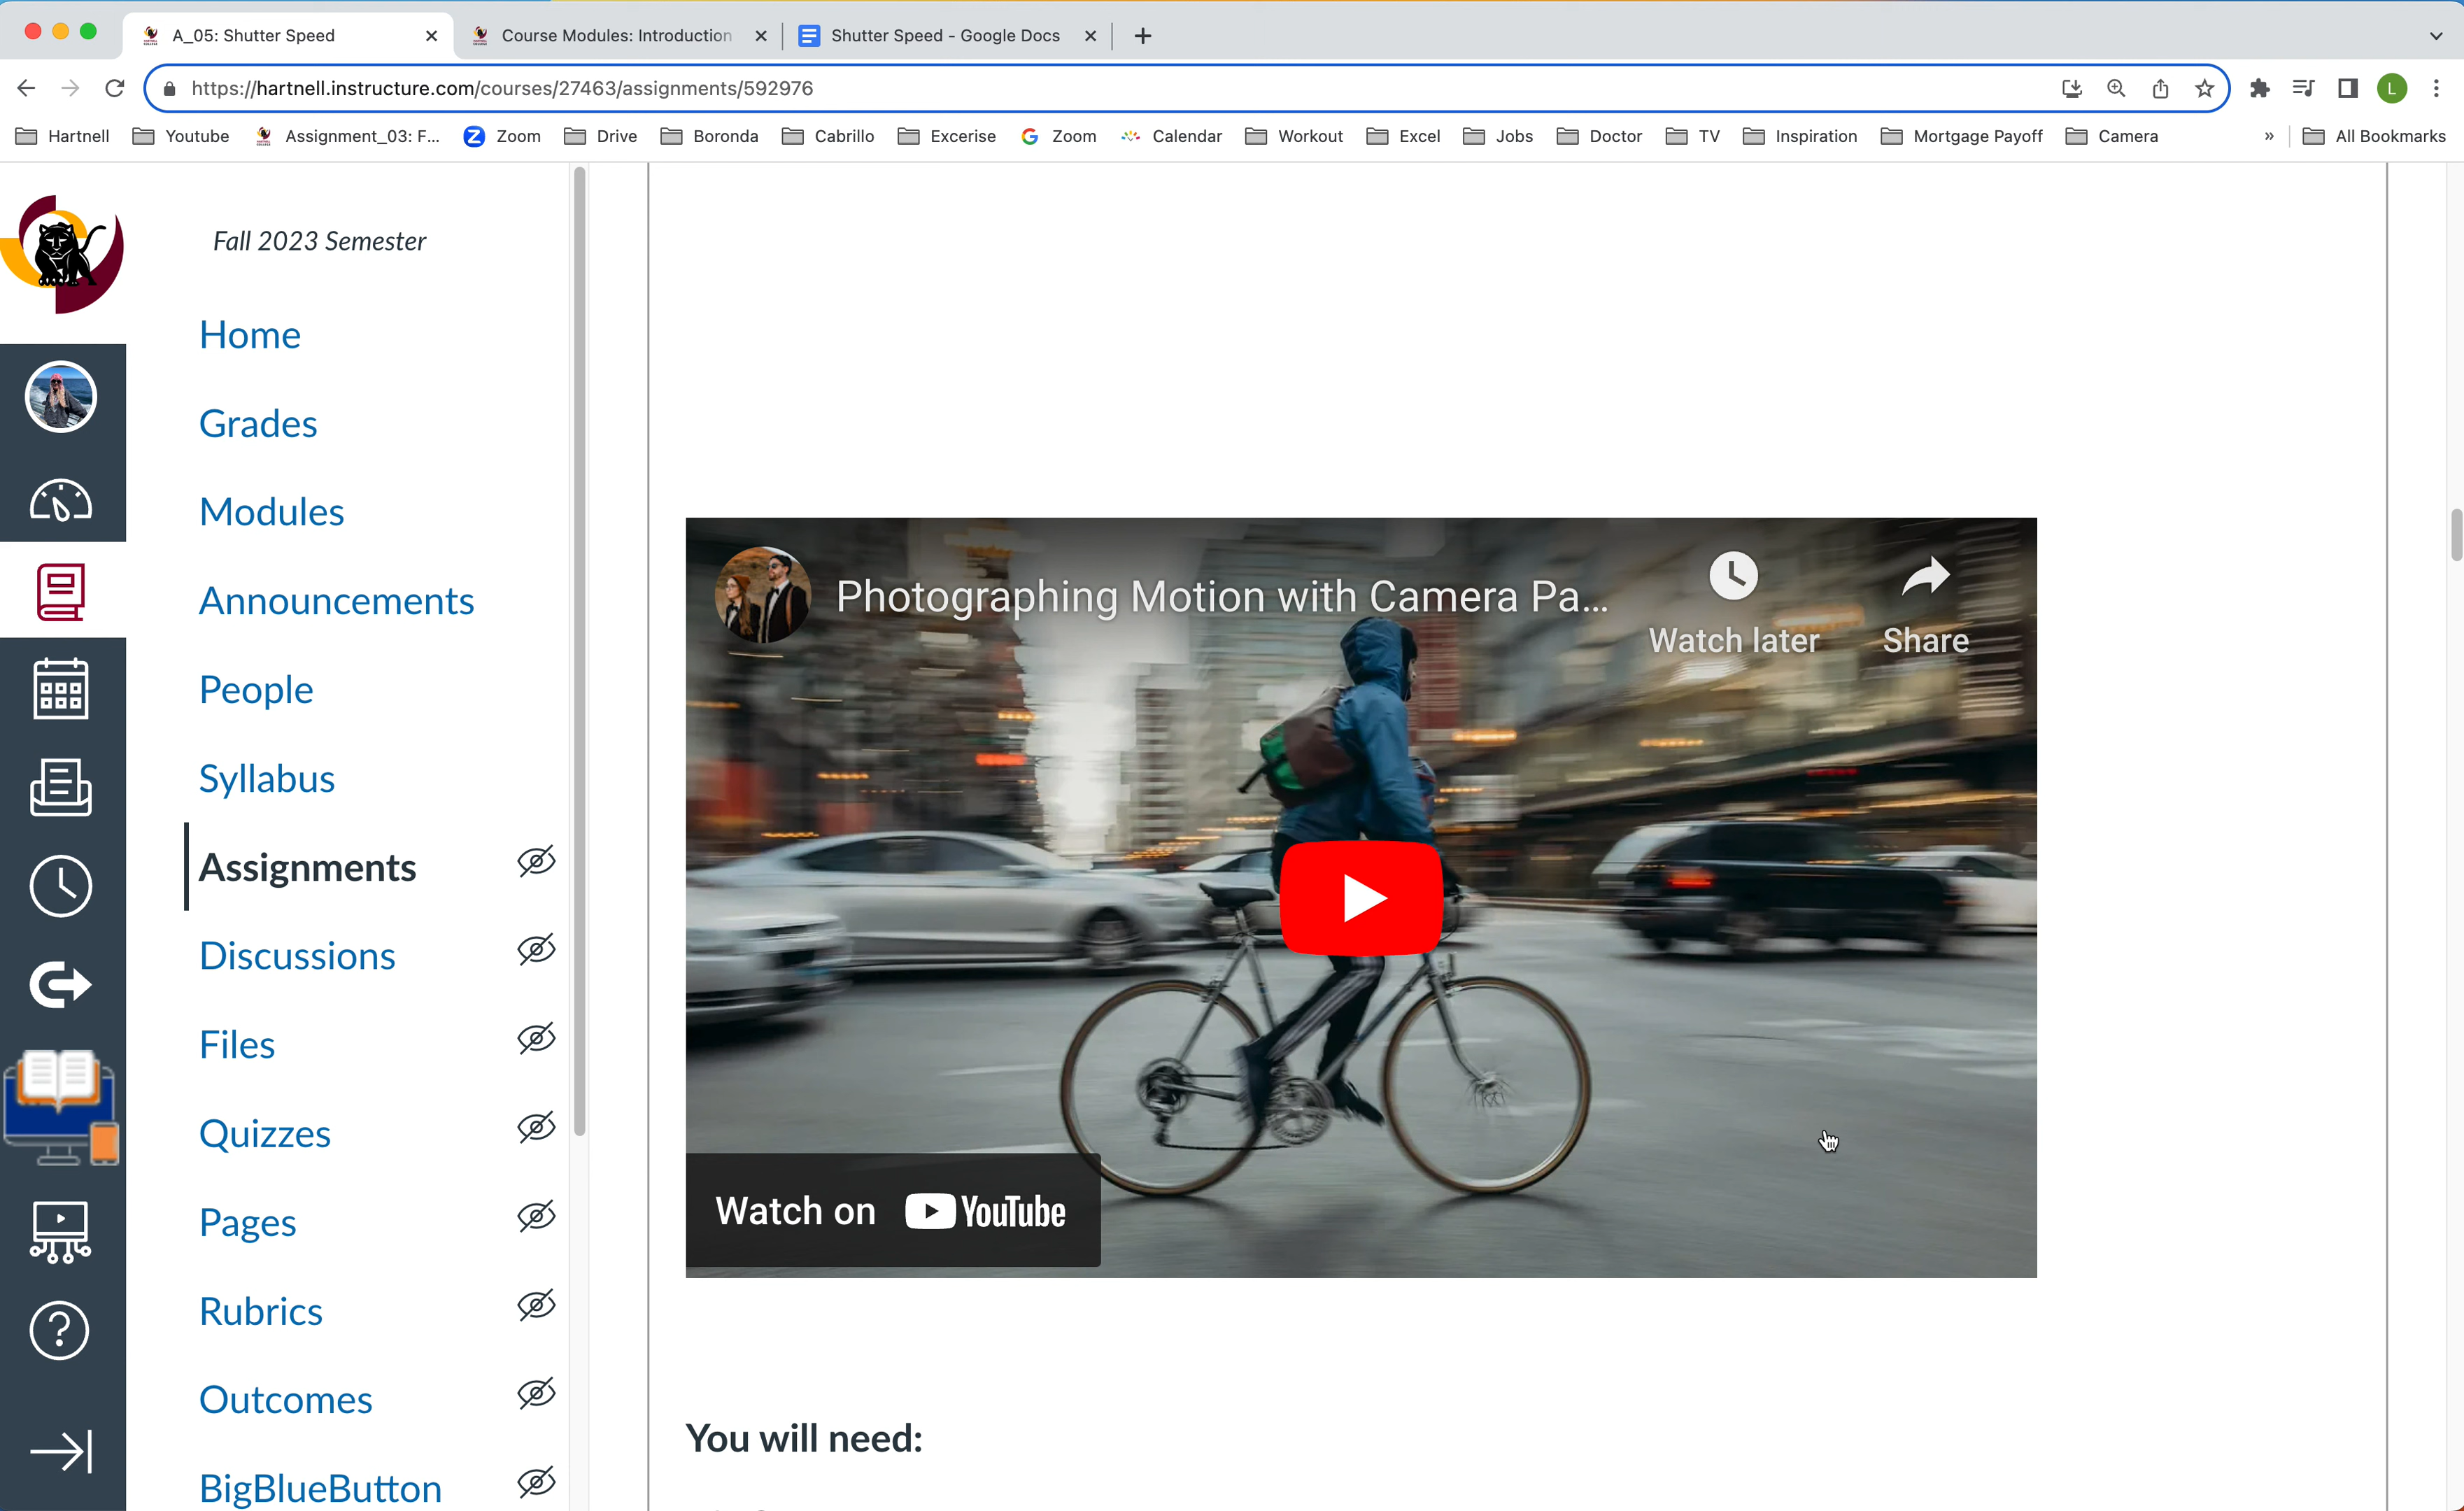 A_05: Shutter Speed
Course Modules: Introduction
Shutter Speed - Google Docs
https://hartnell.instructure.com/courses/27463/assignments/592976
L
Hartnell
Youtube
Assignment_03: F...
Zoom
Drive
Boronda
Cabrillo
Excerise
Zoom
Calendar
Workout
Excel
Jobs
Doctor
TV
Inspiration
Mortgage Payoff
Camera
»
All Bookmarks
Fall 2023 Semester
Home
Grades
Modules
Announcements
People
Syllabus
Assignments
Discussions
Files
Quizzes
Pages
Rubrics
Outcomes
BigBlueButton
Photographing Motion with Camera Pa...
Watch later
Share
Watch on YouTube
You will need: